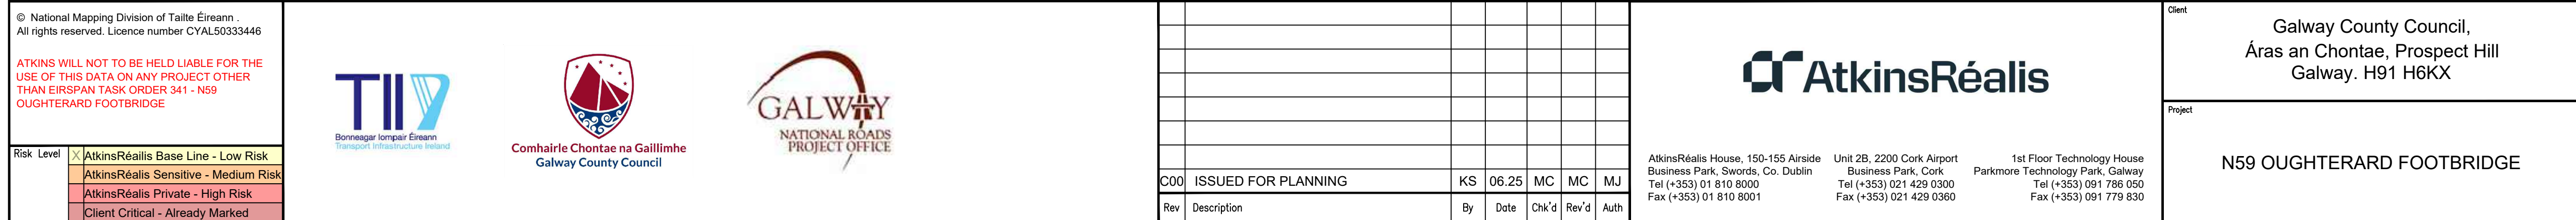 © National Mapping Division of Tailte Éireann .
All rights reserved. Licence number CYAL50333446
ATKINS WILL NOT TO BE HELD LIABLE FOR THE
USE OF THIS DATA ON ANY PROJECT OTHER
THAN EIRSPAN TASK ORDER 341 - N59
OUGHTERARD FOOTBRIDGE
Risk Level X AtkinsRéailis Base Line - Low Risk
AtkinsRéalis Sensitive - Medium Risk
AtkinsRéalis Private - High Risk
Client Critical - Already Marked
TII
Bonneagar Iompair Éireann
Transport Infrastructure Ireland
Comhairle Chontae na Gaillimhe
Galway County Council
GALWAY
NATIONAL ROADS
PROJECT OFFICE
C00 ISSUED FOR PLANNING KS 06.25 MC MC MJ
Rev Description By Date Chk'd Rev'd Auth
AtkinsRéalis
AtkinsRéalis House, 150-155 Airside
Business Park, Swords, Co. Dublin
Tel (+353) 01 810 8000
Fax (+353) 01 810 8001
Unit 2B, 2200 Cork Airport
Business Park, Cork
Tel (+353) 021 429 0300
Fax (+353) 021 429 0360
1st Floor Technology House
Parkmore Technology Park, Galway
Tel (+353) 091 786 050
Fax (+353) 091 779 830
Client
Galway County Council,
Áras an Chontae, Prospect Hill
Galway. H91 H6KX
Project
N59 OUGHTERARD FOOTBRIDGE